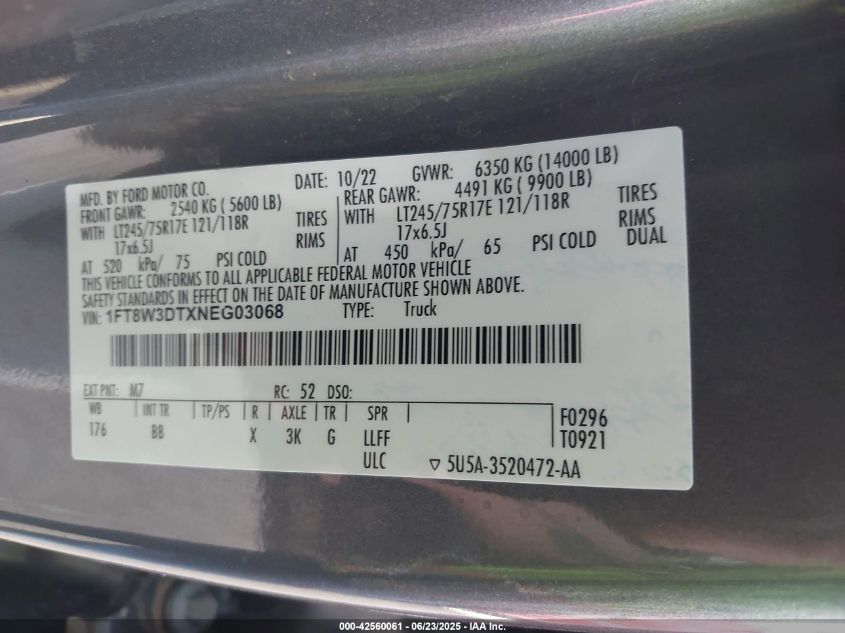 MFD. BY FORD MOTOR CO. DATE: 10/22 GVWR: 6350 KG (14000 LB)
FRONT GAWR: 2540 KG ( 5600 LB) REAR GAWR: 4491 KG ( 9900 LB)
WITH LT245/75R17E 121/118R TIRES WITH LT245/75R17E 121/118R TIRES
17x6.5J RIMS 17x6.5J RIMS
AT 520 kPa/ 75 PSI COLD AT 450 kPa/ 65 PSI COLD DUAL
THIS VEHICLE CONFORMS TO ALL APPLICABLE FEDERAL MOTOR VEHICLE
SAFETY STANDARDS IN EFFECT ON THE DATE OF MANUFACTURE SHOWN ABOVE.
VIN: 1FT8W3DTXNEG03068 TYPE: Truck
EXT PNT: M7 RC: 52 DSO:
WB INT TR TP/PS R AXLE TR SPR F0296
176 BB X 3K G LLFF T0921
ULC 5U5A-3520472-AA
000-42560061 - 06/23/2025 - IAA Inc.